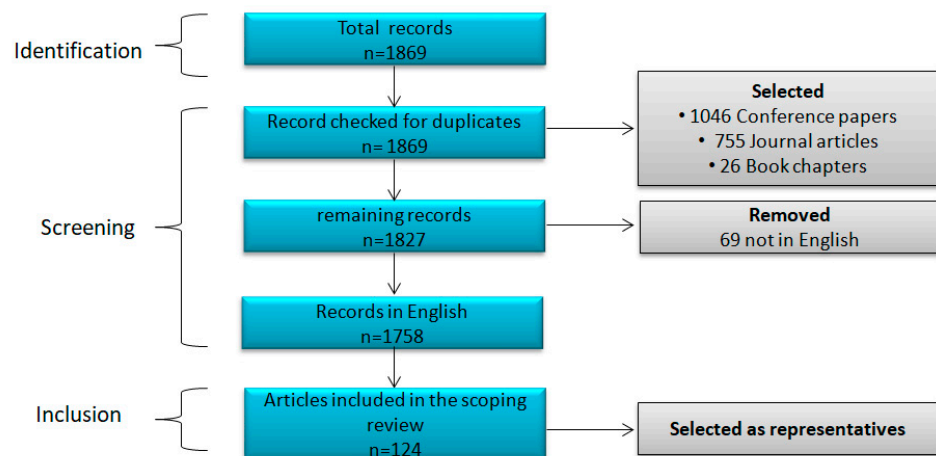 Identification
Total records
n=1869
Screening
Record checked for duplicates
n=1869
Selected
• 1046 Conference papers
• 755 Journal articles
• 26 Book chapters
remaining records
n=1827
Removed
69 not in English
Records in English
n=1758
Inclusion
Articles included in the scoping
review
n=124
Selected as representatives